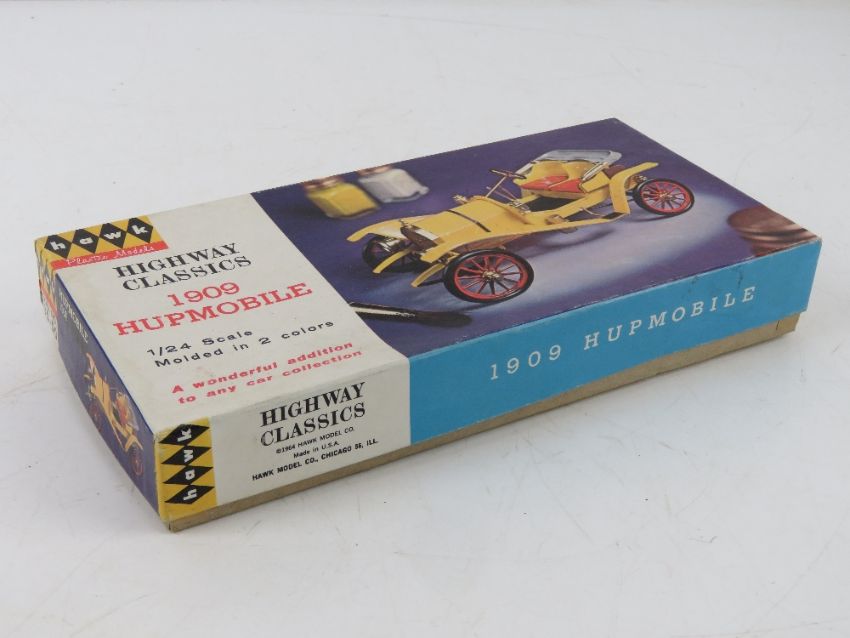 hawk
Plastic Models
HIGHWAY
CLASSICS
1909
HUPMOBILE
1/24 Scale
Molded in 2 colors
A wonderful addition
to any car collection
hawk
HIGHWAY
CLASSICS
©1964 HAWK MODEL CO.
Made in U.S.A.
HAWK MODEL CO., CHICAGO 56, ILL.
1909 HUPMOBILE
HUPMOBILE